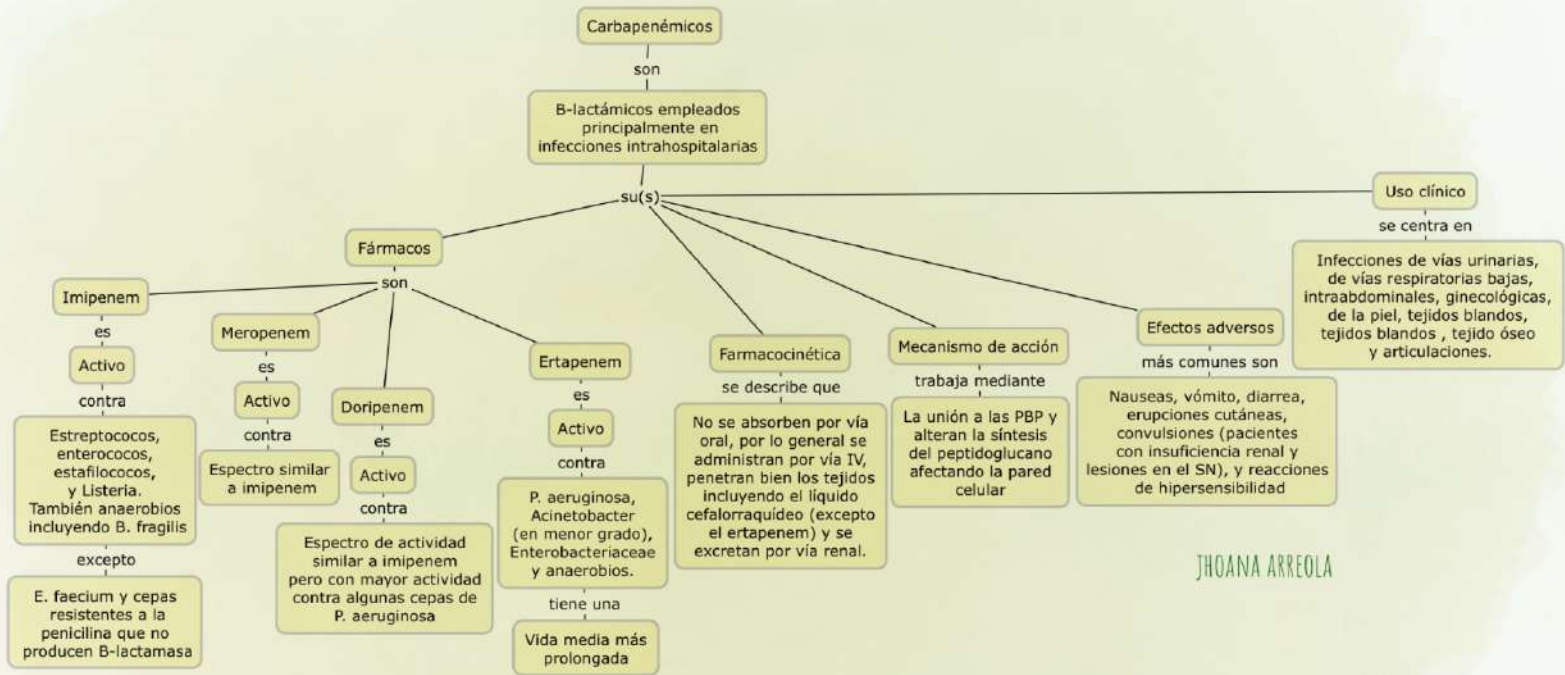 Carbapenémicos
son
B-lactámicos empleados
principalmente en
infecciones intrahospitalarias
su(s)
Fármacos
son
Imipenem
es
Activo
contra
Estreptococos,
enterococos,
estafilococos,
y Listeria.
También anaerobios
incluyendo B. fragilis
excepto
E. faecium y cepas
resistentes a la
penicilina que no
producen B-lactamasa
Meropenem
es
Activo
contra
Espectro similar
a imipenem
Doripenem
es
Activo
contra
Espectro de actividad
similar a imipenem
pero con mayor actividad
contra algunas cepas de
P. aeruginosa
Ertapenem
es
Activo
contra
P. aeruginosa,
Acinetobacter
(en menor grado),
Enterobacteriaceae
y anaerobios.
tiene una
Vida media más
prolongada
Farmacocinética
se describe que
No se absorben por vía
oral, por lo general se
administran por vía IV,
penetran bien los tejidos
incluyendo el líquido
cefalorraquídeo (excepto
el ertapenem) y se
excretan por vía renal.
Mecanismo de acción
trabaja mediante
La unión a las PBP y
alteran la síntesis
del peptidoglucano
afectando la pared
celular
Efectos adversos
más comunes son
Nauseas, vómito, diarrea,
erupciones cutáneas,
convulsiones (pacientes
con insuficiencia renal y
lesiones en el SN), y reacciones
de hipersensibilidad
Uso clínico
se centra en
Infecciones de vías urinarias,
de vías respiratorias bajas,
intraabdominales, ginecológicas,
de la piel, tejidos blandos,
tejidos blandos , tejido óseo
y articulaciones.
JHOANA ARREOLA